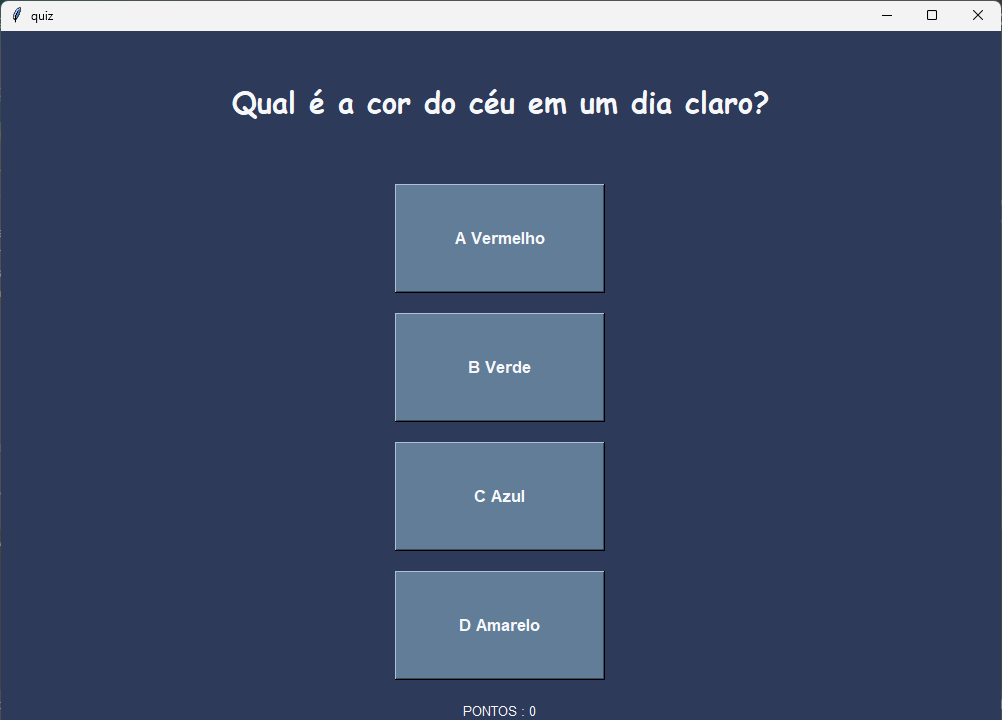 quiz
Qual é a cor do céu em um dia claro?
A Vermelho
B Verde
C Azul
D Amarelo
PONTOS : 0